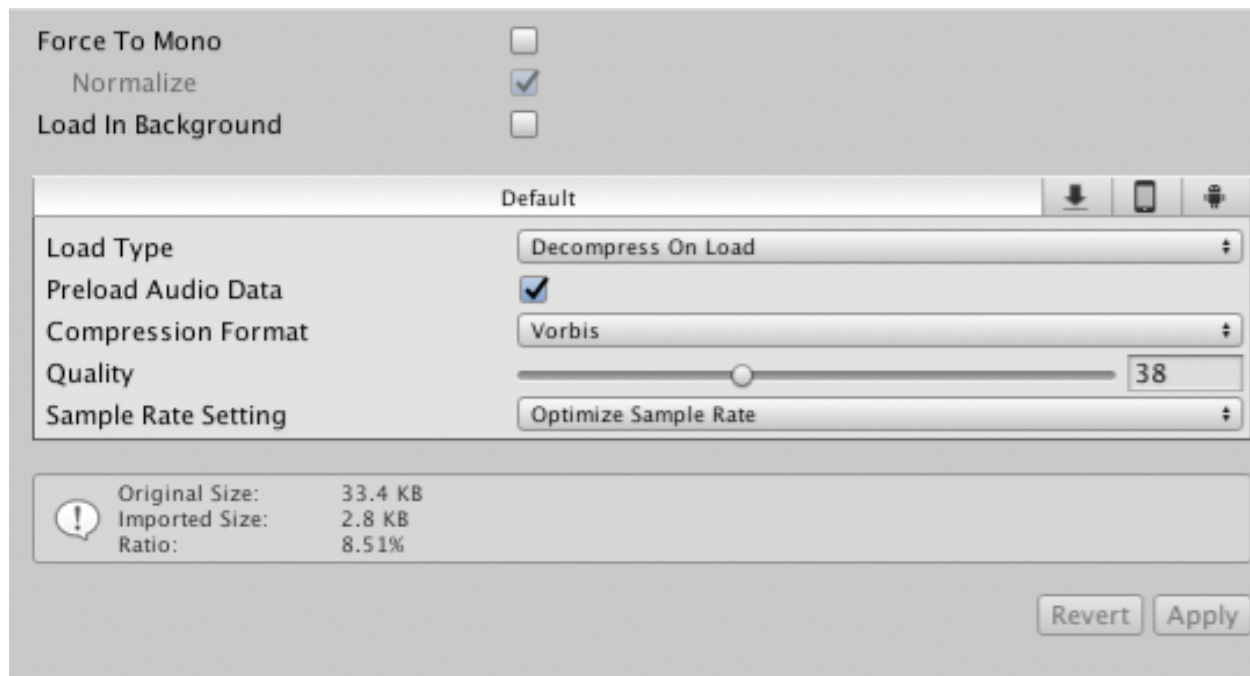 Force To Mono
Normalize
Load In Background
Default
Load Type Decompress On Load
Preload Audio Data
Compression Format Vorbis
Quality 38
Sample Rate Setting Optimize Sample Rate
Original Size: 33.4 KB
Imported Size: 2.8 KB
Ratio: 8.51%
Revert Apply